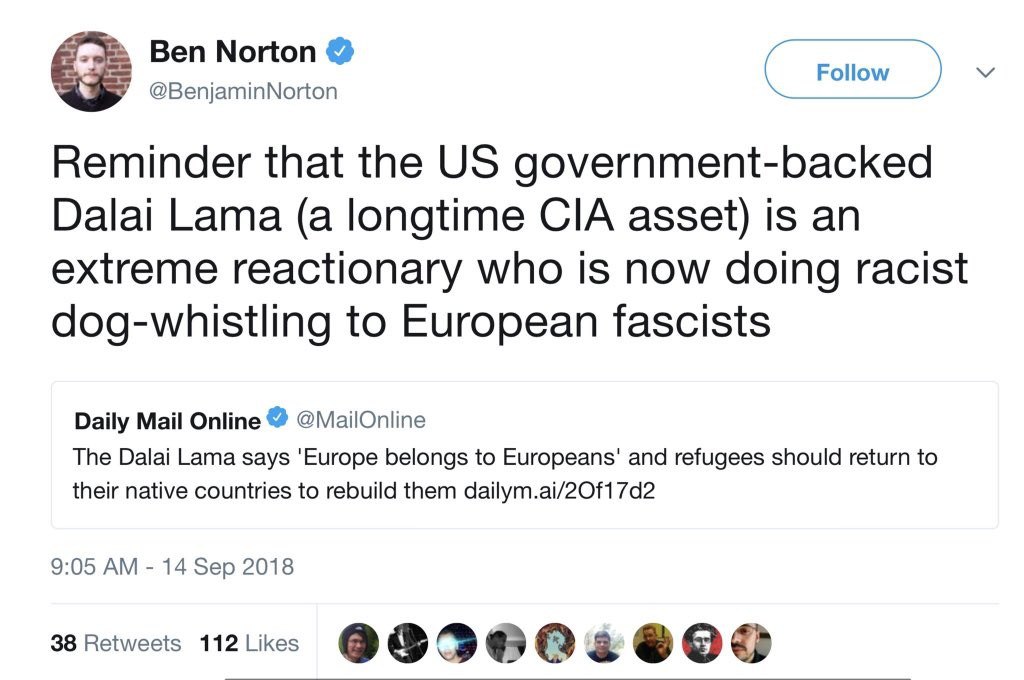 Ben Norton
@BenjaminNorton
Follow
Reminder that the US government-backed
Dalai Lama (a longtime CIA asset) is an
extreme reactionary who is now doing racist
dog-whistling to European fascists
Daily Mail Online @MailOnline
The Dalai Lama says 'Europe belongs to Europeans' and refugees should return to
their native countries to rebuild them dailym.ai/2Of17d2
9:05 AM - 14 Sep 2018
38 Retweets 112 Likes